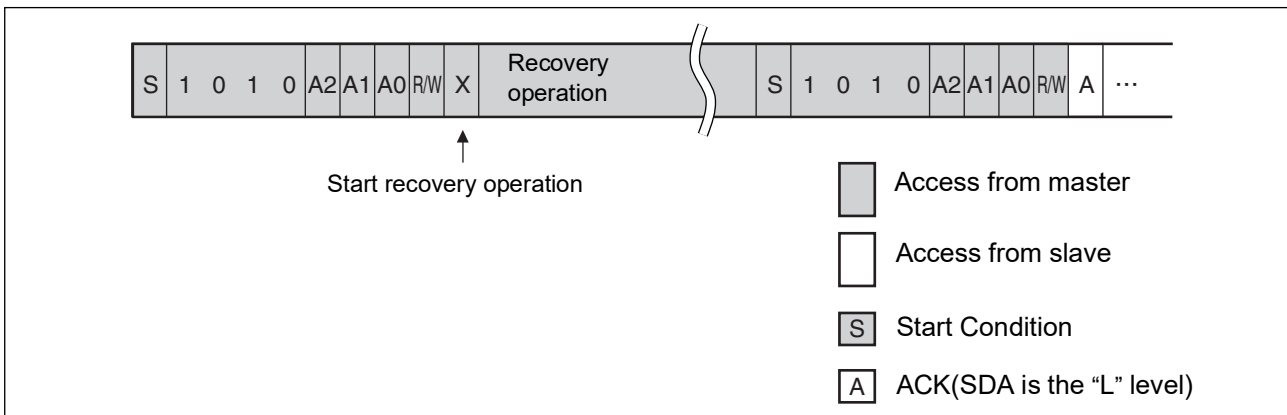 S 1 0 1 0 A2 A1 A0 R/W X Recovery operation S 1 0 1 0 A2 A1 A0 R/W A ...
Start recovery operation
Access from master
Access from slave
S Start Condition
A ACK(SDA is the “L” level)